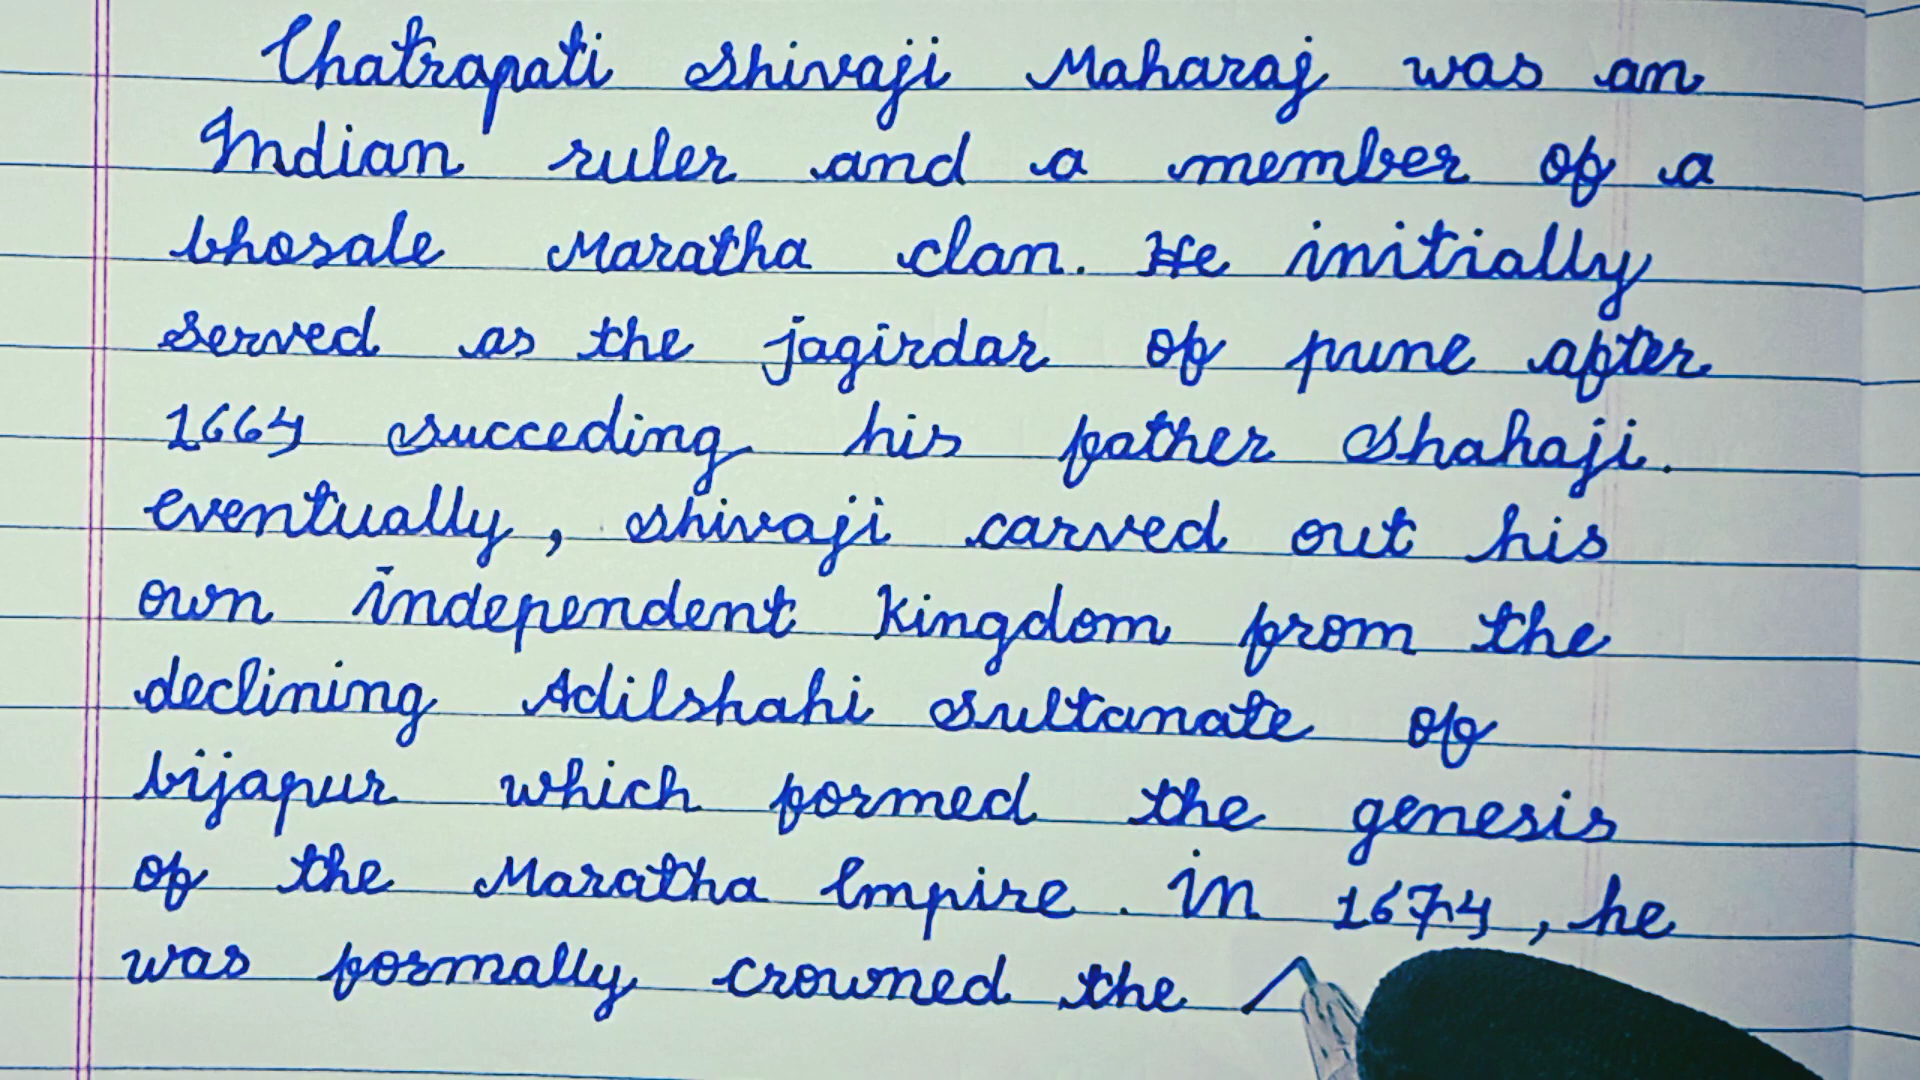 Chatrapati Shivaji Maharaj was an
Indian ruler and a member of a
bhosale Maratha clan. He initially
served as the jagirdar of pune after
1664 succeding his father Shahaji.
eventually, shivaji carved out his
own independent kingdom from the
declining Adilshahi Sultanate of
bijapur which formed the genesis
of the Maratha Empire. in 1674, he
was formally crowned the